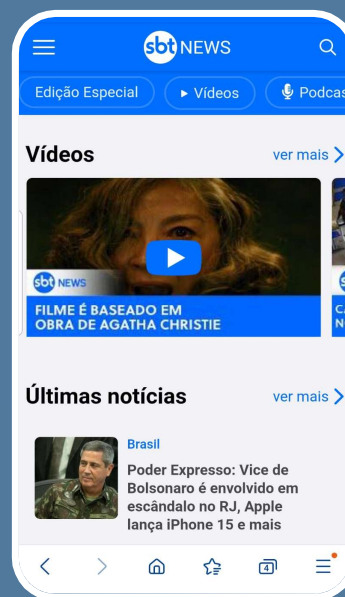 sbt NEWS
Edição Especial
Vídeos
Podcas
Vídeos
ver mais
sbt NEWS
FILME É BASEADO EM
OBRA DE AGATHA CHRISTIE
Últimas notícias
ver mais
Brasil
Poder Expresso: Vice de
Bolsonaro é envolvido em
escândalo no RJ, Apple
lança iPhone 15 e mais
4